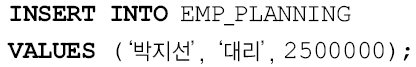 INSERT INTO EMP_PLANNING
VALUES (‘박지선’, ‘대리’, 2500000);